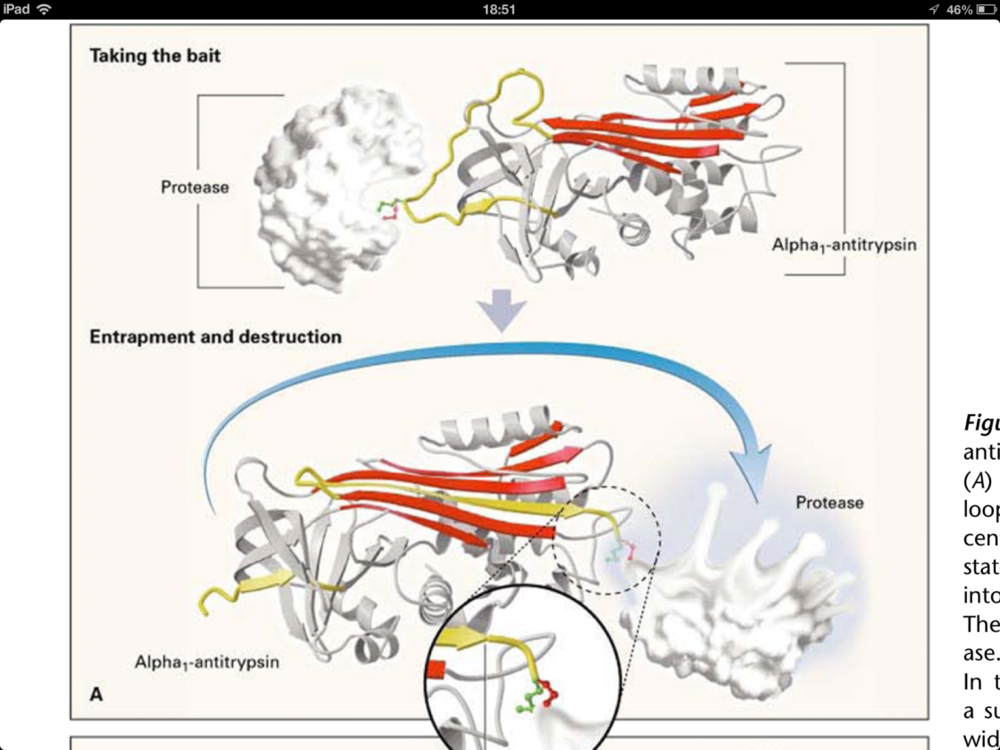 iPad 18:51 46%
Taking the bait
Protease
Alpha₁-antitrypsin
Entrapment and destruction
Protease
Alpha₁-antitrypsin
A
Figu
anti
(A)
loop
cen
stat
into
The
ase.
In t
a su
wid